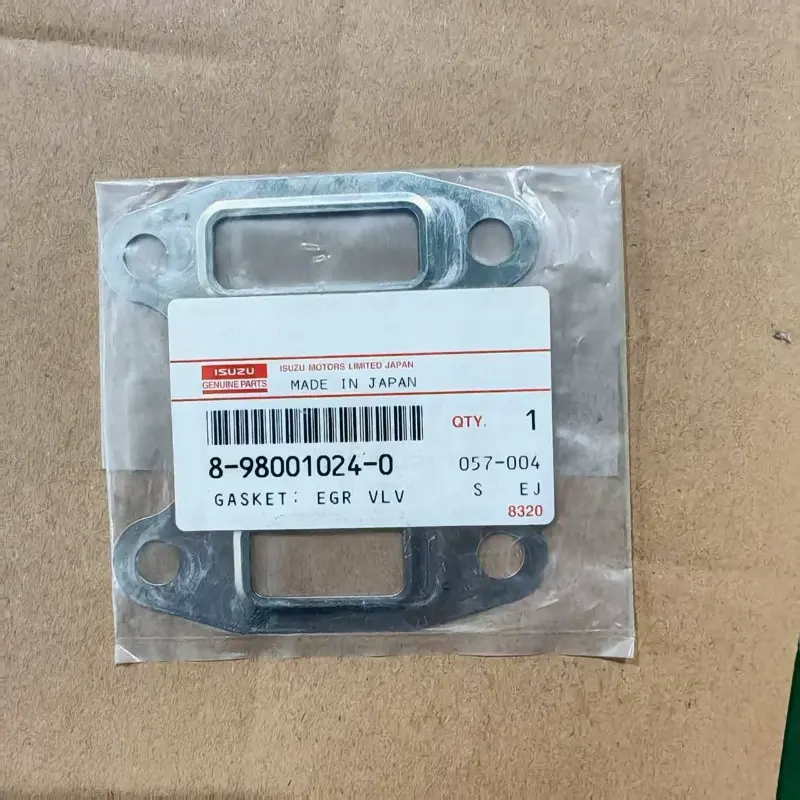 ISUZU
GENUINE PARTS
ISUZU MOTORS LIMITED JAPAN
MADE IN JAPAN
QTY. 1
8-98001024-0
057-004
GASKET: EGR VLV
S EJ
8320